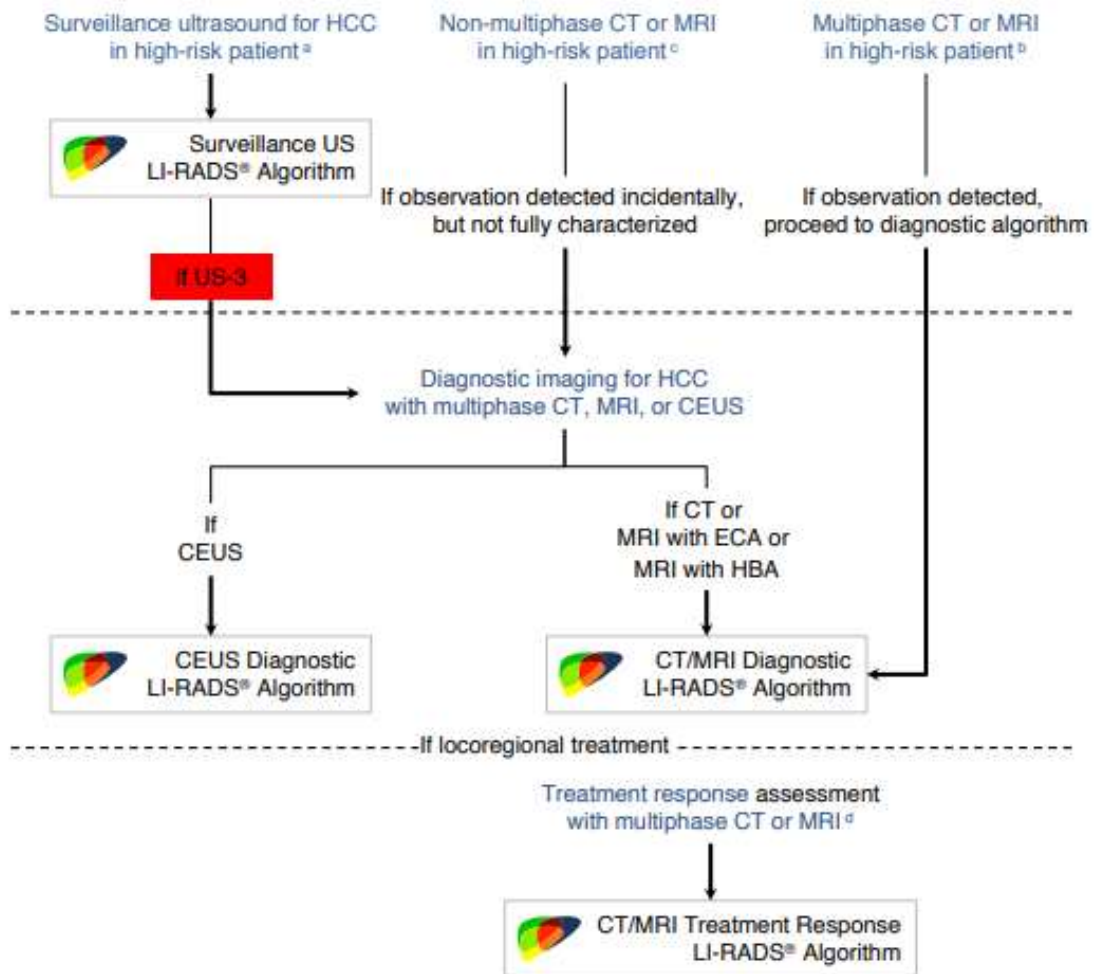 Surveillance ultrasound for HCC
in high-risk patient ᵃ
Non-multiphase CT or MRI
in high-risk patient ᶜ
Multiphase CT or MRI
in high-risk patient ᵇ
Surveillance US
LI-RADS® Algorithm
If observation detected incidentally,
but not fully characterized
If observation detected,
proceed to diagnostic algorithm
If US-3
Diagnostic imaging for HCC
with multiphase CT, MRI, or CEUS
If
CEUS
If CT or
MRI with ECA or
MRI with HBA
CEUS Diagnostic
LI-RADS® Algorithm
CT/MRI Diagnostic
LI-RADS® Algorithm
If locoregional treatment
Treatment response assessment
with multiphase CT or MRI ᵈ
CT/MRI Treatment Response
LI-RADS® Algorithm